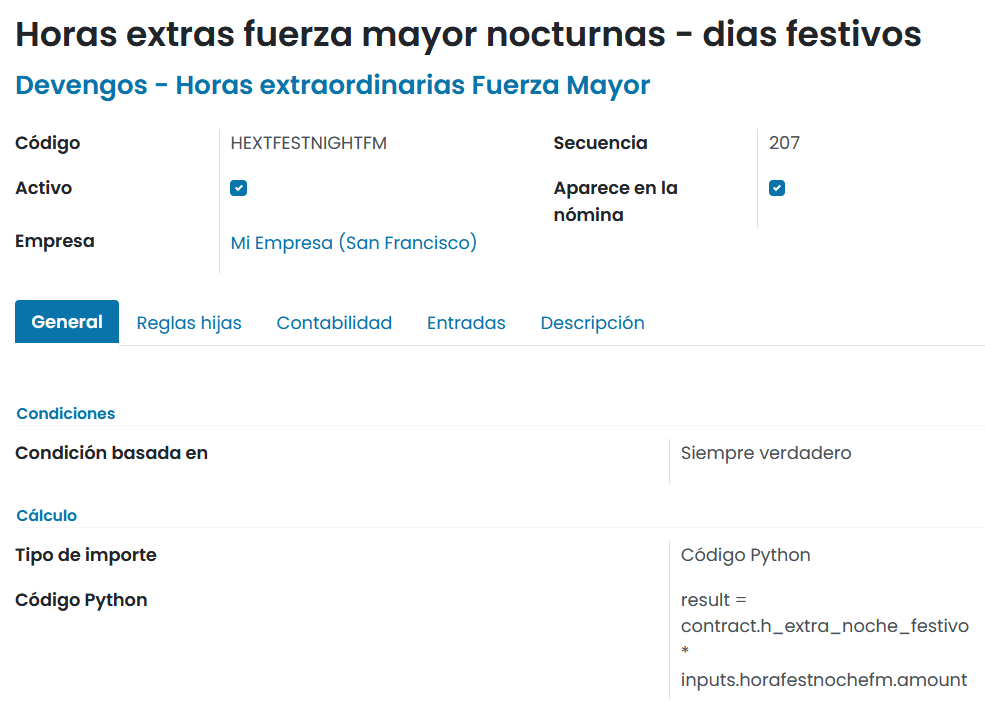 Horas extras fuerza mayor nocturnas - dias festivos
Devengos - Horas extraordinarias Fuerza Mayor
Código HEXTFESTNIGHTFM Secuencia 207
Activo Aparece en la nómina
Empresa Mi Empresa (San Francisco)
General Reglas hijas Contabilidad Entradas Descripción
Condiciones
Condición basada en Siempre verdadero
Cálculo
Tipo de importe Código Python
Código Python result =
contract.h_extra_noche_festivo
*
inputs.horafestnochefm.amount